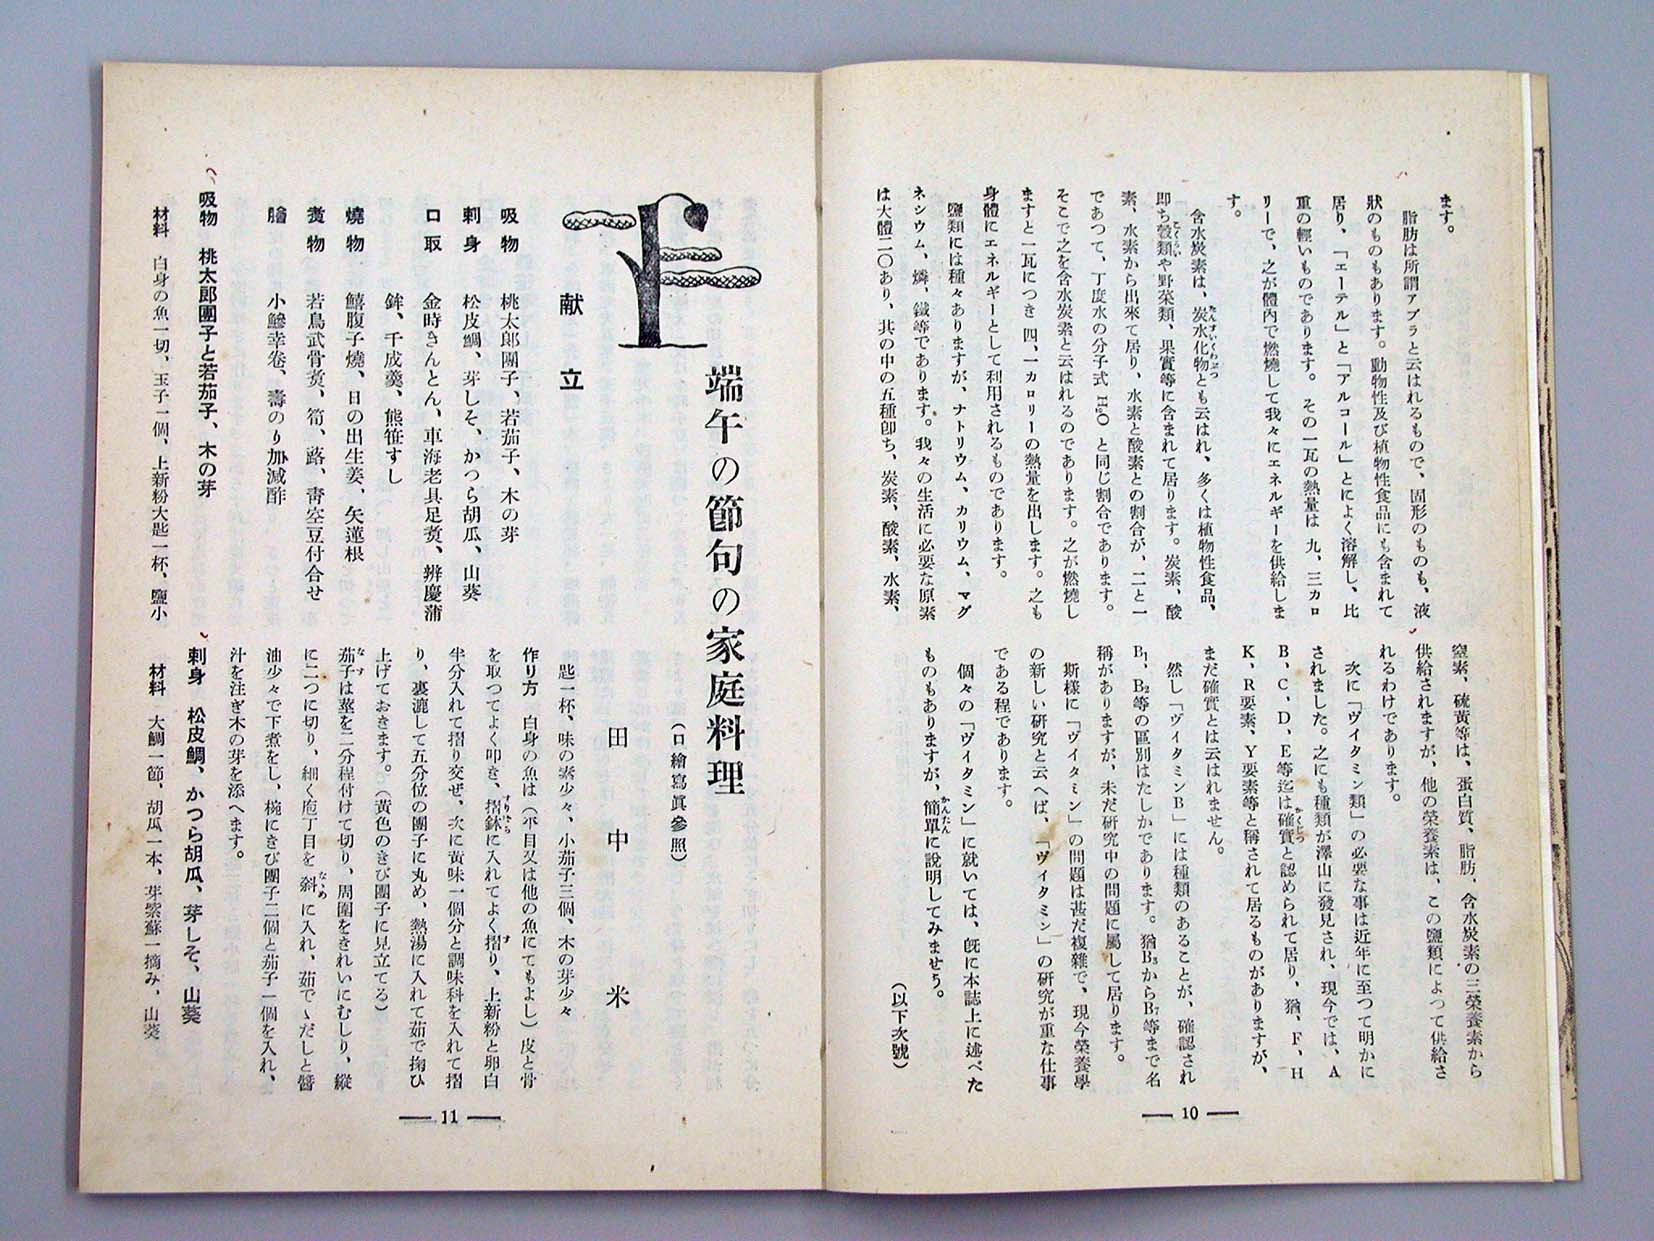 ます。
脂肪は所謂アブラと云はれるもので、固形のものも、液
狀のものもあります。動物性及び植物性食品にも含まれて
居り、「エーテル」と「アルコール」とによく溶解し、比
重の輕いものであります。その一瓦の熱量は九、三カロ
リーで、之が體内で燃燒して我々にエネルギーを供給しま
す。
含水炭素は、炭水化物とも云はれ、多くは植物性食品、
卽ち穀類や野菜類、果實等に含まれて居ります。炭素、酸
素、水素から出來て居り、水素と酸素との割合が、二と一
であつて、丁度水の分子式 H₂O と同じ割合であります。
そこで之を含水炭素と云はれるのであります。之が燃燒し
ますと一瓦につき四、一カロリーの熱量を出します。之も
身體にエネルギーとして利用されるものであります。
鹽類には種々ありますが、ナトリウム、カリウム、マグ
ネシウム、燐、鐵等であります。我々の生活に必要な原素
は大體二〇あり、其の中の五種卽ち、炭素、酸素、水素、
窒素、硫黃等は、蛋白質、脂肪、含水炭素の三榮養素から
供給されますが、他の榮養素は、この鹽類によつて供給さ
れるわけであります。
次に「ヴイタミン類」の必要な事は近年に至つて明かに
されました。之にも種類が澤山に發見され、現今では、A
B、C、D、E等迄は確實と認められて居り、猶、F、H
K、R要素、Y要素等と稱されて居るものがありますが、
まだ確實とは云はれません。
然し「ヴイタミンB」には種類のあることが、確認され
B₁、B₂等の區別はたしかであります。猶B₃からB₇等まで名
稱がありますが、未だ研究中の問題に屬して居ります。
斯樣に「ヴイタミン」の問題は甚だ複雜で、現今榮養學
の新しい研究と云へば、「ヴイタミン」の研究が重な仕事
である程であります。
個々の「ヴイタミン」に就いては、旣に本誌上に述べた
ものもありますが、簡單に說明してみませう。
(以下次號)
10
端午の節句の家庭料理
(口繪寫眞參照)
田中米
献立
吸物 桃太郎團子、若茄子、木の芽
刺身 松皮鯛、芽しそ、かつら胡瓜、山葵
口取 金時きんとん、車海老具足煑、辨慶蒲
鉾、千成羹、熊笹すし
燒物 鱚腹子燒、日の出生姜、矢蓮根
煑物 若鳥武骨煑、筍、蕗、靑空豆付合せ
膾 小鰺幸卷、壽のり加減酢
吸物 桃太郎團子と若茄子、木の芽
材料 白身の魚一切、玉子一個、上新粉大匙一杯、鹽小
匙一杯、味の素少々、小茄子三個、木の芽少々
作り方 白身の魚は(平目又は他の魚にてもよし)皮と骨
を取つてよく叩き、摺鉢に入れてよく摺り、上新粉と卵白
半分入れて摺り交ぜ、次に黃味一個分と調味料を入れて摺
り、裏漉して五分位の團子に丸め、熱湯に入れて茹で掬ひ
上げておきます。(黃色のきび團子に見立てる)
茄子は莖を二分程付けて切り、周圍をきれいにむしり、縱
に二つに切り、細く庖丁目を斜に入れ、茹でゝだしと醬
油少々で下煮をし、椀にきび團子二個と茄子一個を入れ、
汁を注ぎ木の芽を添へます。
刺身 松皮鯛、かつら胡瓜、芽しそ、山葵
材料 大鯛一節、胡瓜一本、芽紫蘇一摘み、山葵
11